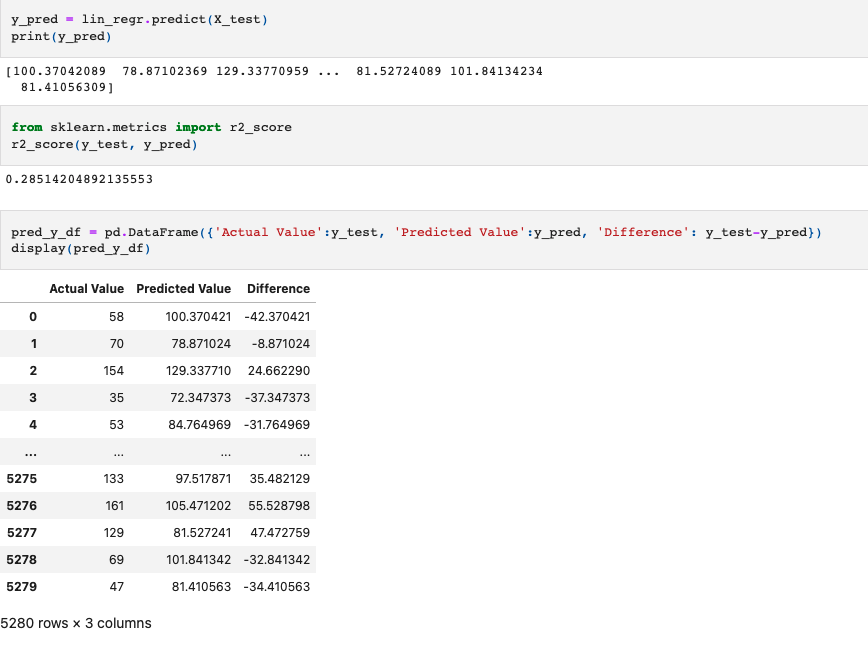 y_pred = lin_regr.predict(X_test)
print(y_pred)
[100.37042089  78.87102369 129.33770959 ...  81.52724089 101.84134234
  81.41056309]
from sklearn.metrics import r2_score
r2_score(y_test, y_pred)
0.28514204892135553
pred_y_df = pd.DataFrame({'Actual Value':y_test, 'Predicted Value':y_pred, 'Difference': y_test-y_pred})
display(pred_y_df)
Actual Value Predicted Value Difference
0 58 100.370421 -42.370421
1 70 78.871024 -8.871024
2 154 129.337710 24.662290
3 35 72.347373 -37.347373
4 53 84.764969 -31.764969
... ... ... ...
5275 133 97.517871 35.482129
5276 161 105.471202 55.528798
5277 129 81.527241 47.472759
5278 69 101.841342 -32.841342
5279 47 81.410563 -34.410563
5280 rows × 3 columns